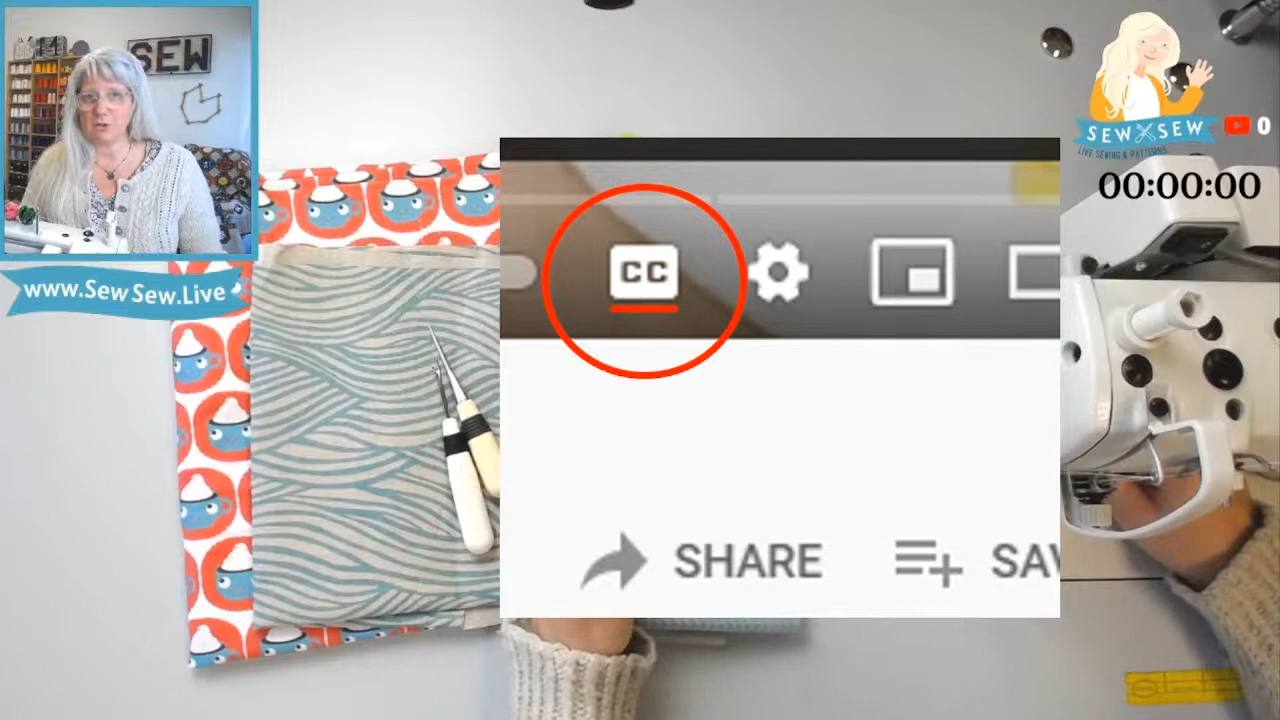 SEW
SEW SEW
LIVE SEWING & PATTERNS
0
00:00:00
www.SewSew.Live
CC
SHARE
SAV